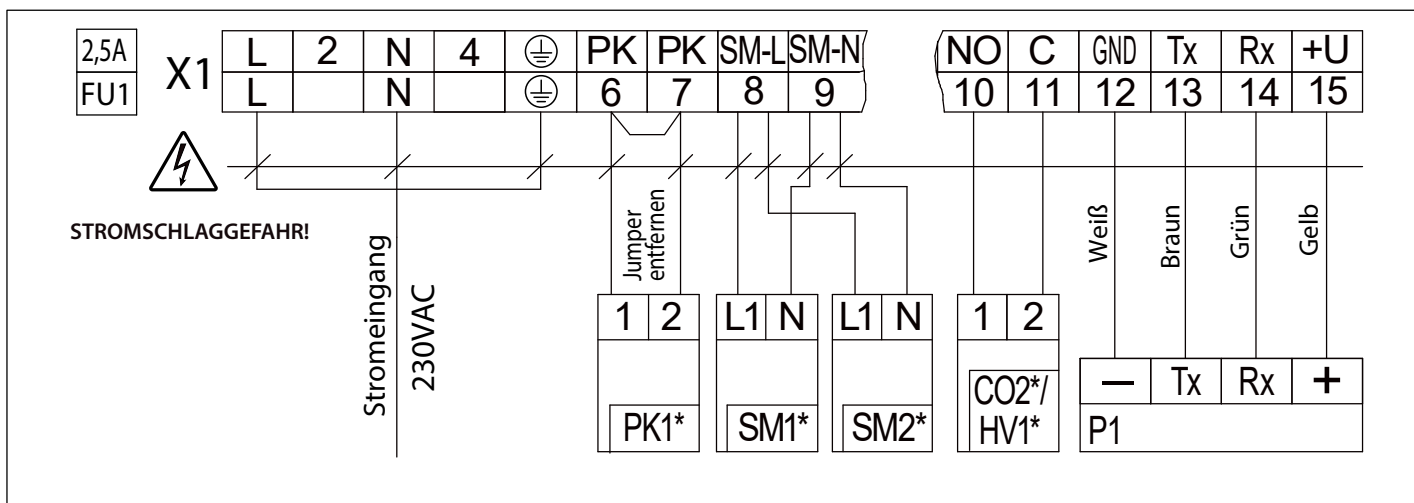 2,5A
FU1
X1
L 2 N 4 PK PK SM-L SM-N
L N 6 7 8 9
NO C GND Tx Rx +U
10 11 12 13 14 15
STROMSCHLAGGEFAHR!
Stromeingang
230VAC
Jumper
entfernen
Weiß
Braun
Grün
Gelb
1 2
PK1*
L1 N
SM1*
L1 N
SM2*
1 2
CO2*/
HV1*
— Tx Rx +
P1